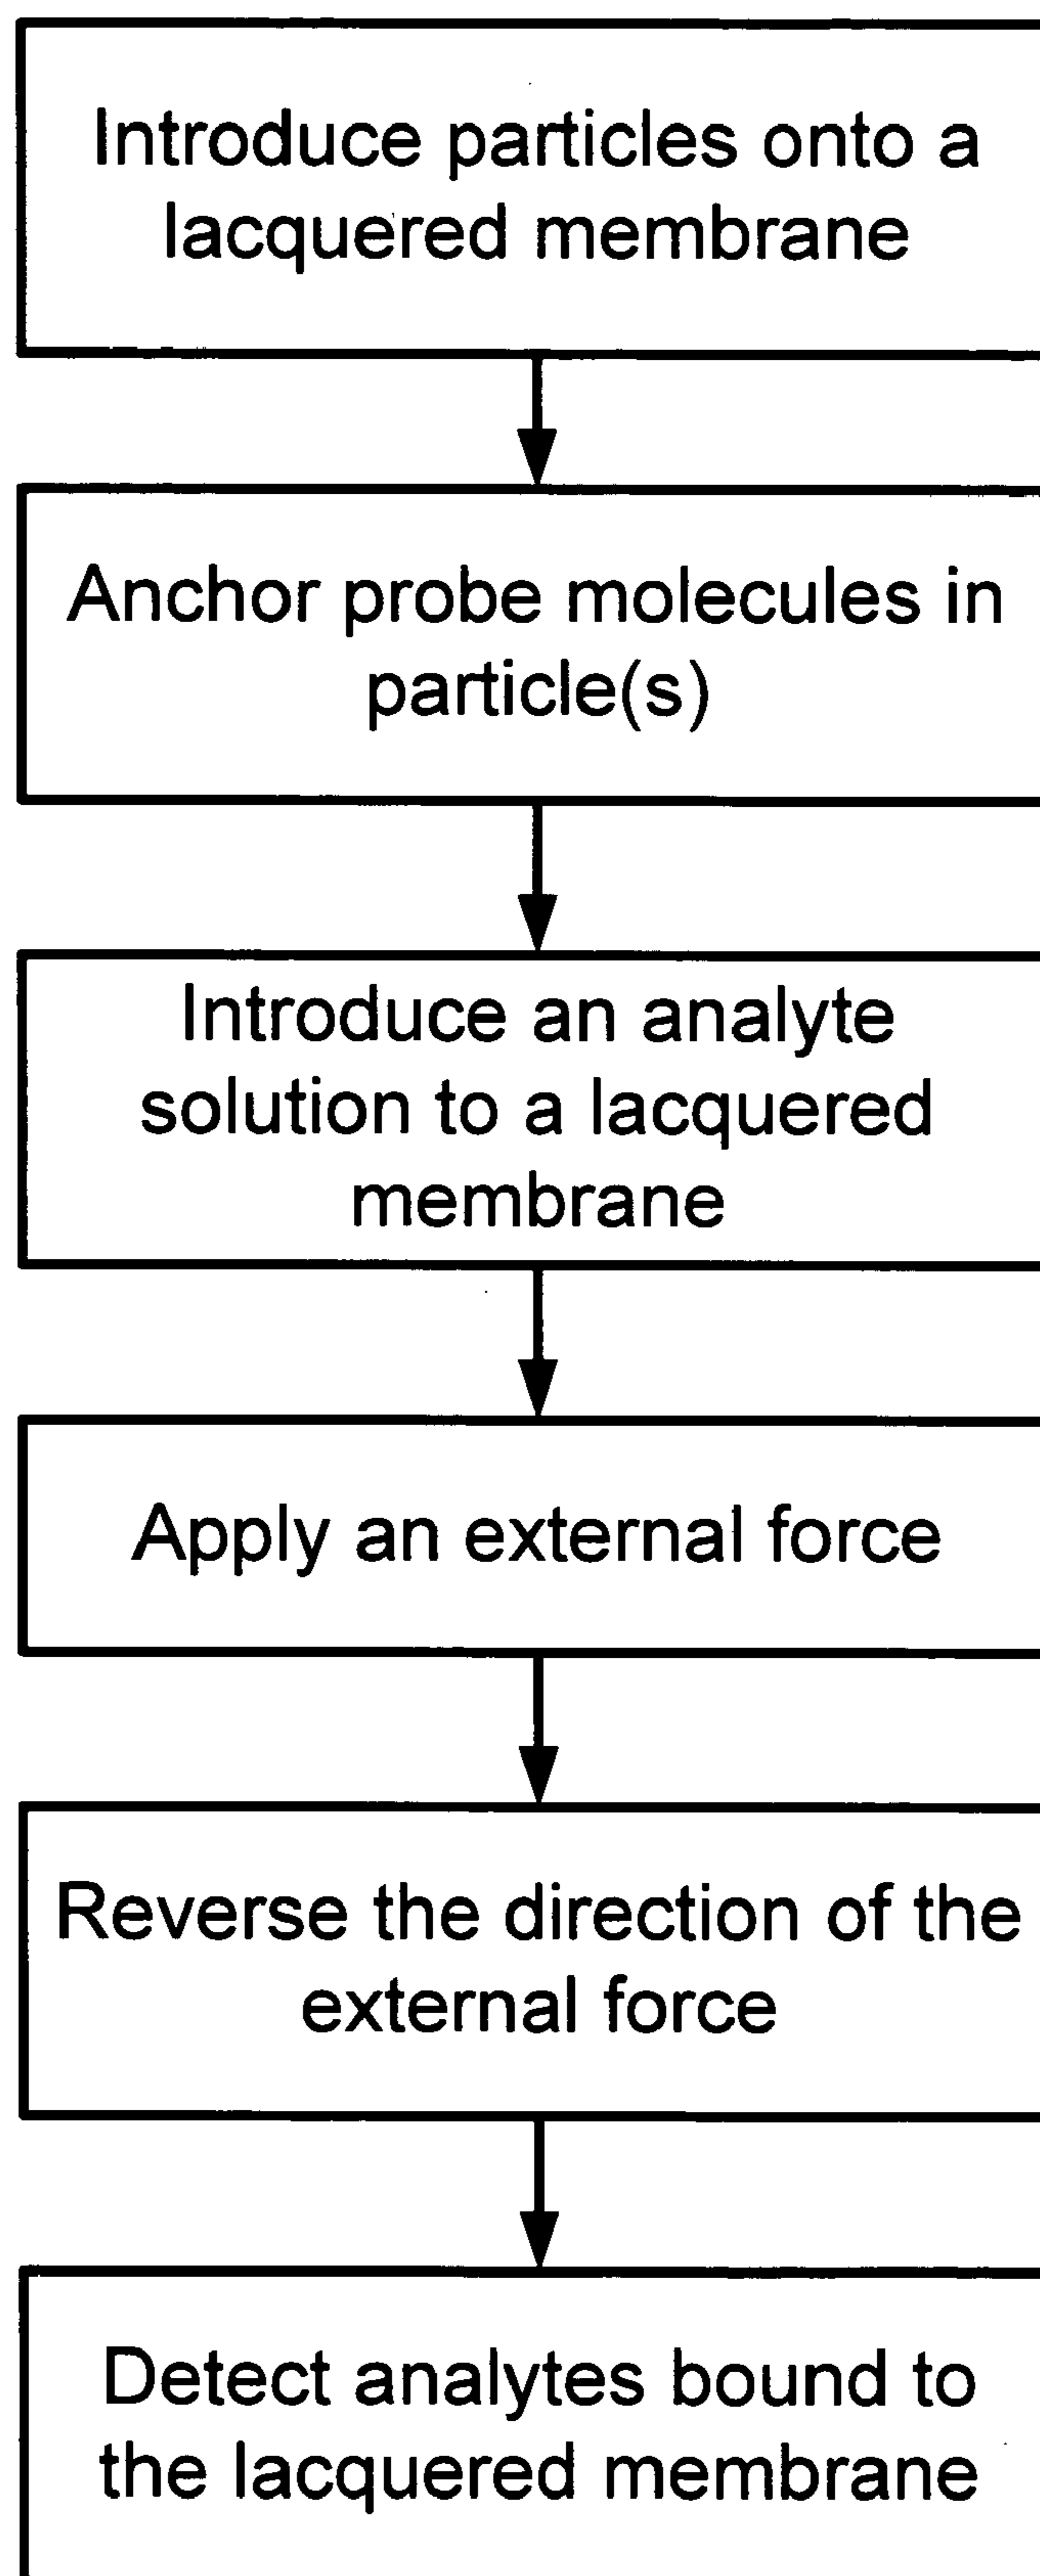 Introduce particles onto a
lacquered membrane
Anchor probe molecules in
particle(s)
Introduce an analyte
solution to a lacquered
membrane
Apply an external force
Reverse the direction of the
external force
Detect analytes bound to
the lacquered membrane